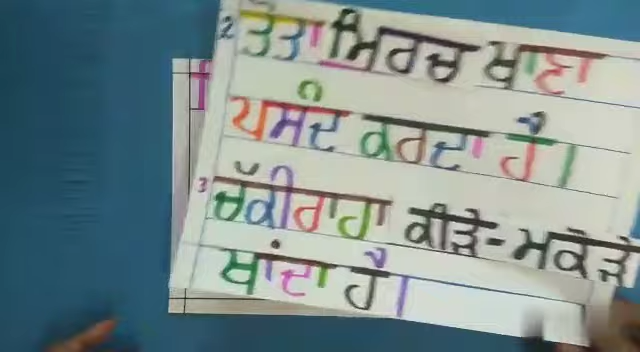 2 ਤੋਤਾ ਮਿਰਚ ਖਾਣਾ
ਪਸੰਦ ਕਰਦਾ ਹੈ।
3 ਚੱਕੀਰਾਹਾ ਕੀੜੇ-ਮਕੌੜੇ
ਖਾਂਦਾ ਹੈ।